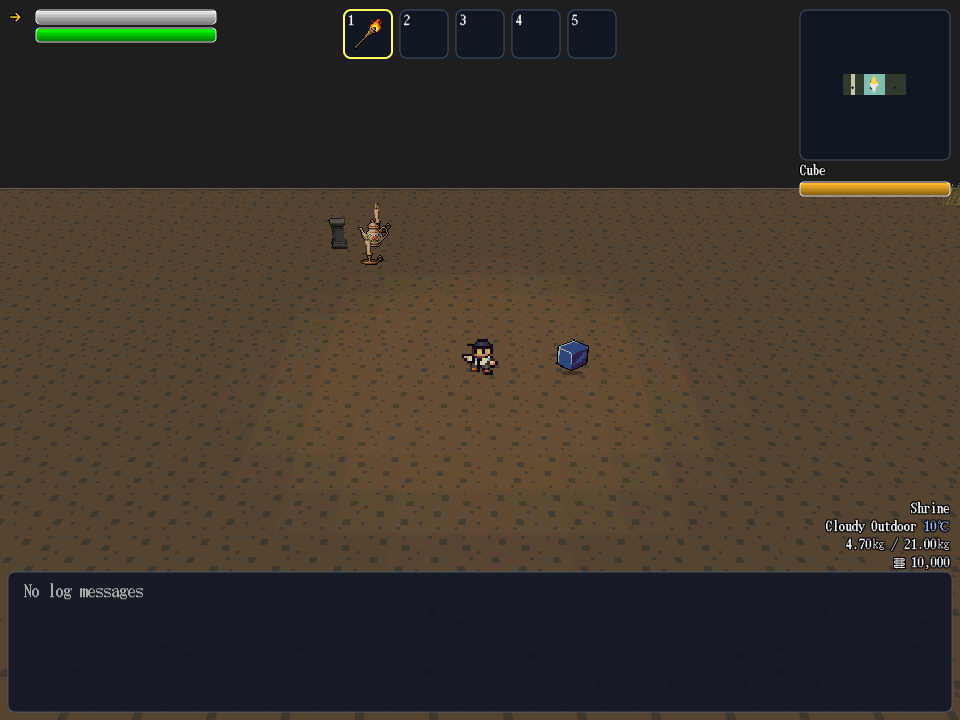 1 2 3 4 5
Cube
Shrine
Cloudy Outdoor 10℃
4.70kg / 21.00kg
10,000
No log messages